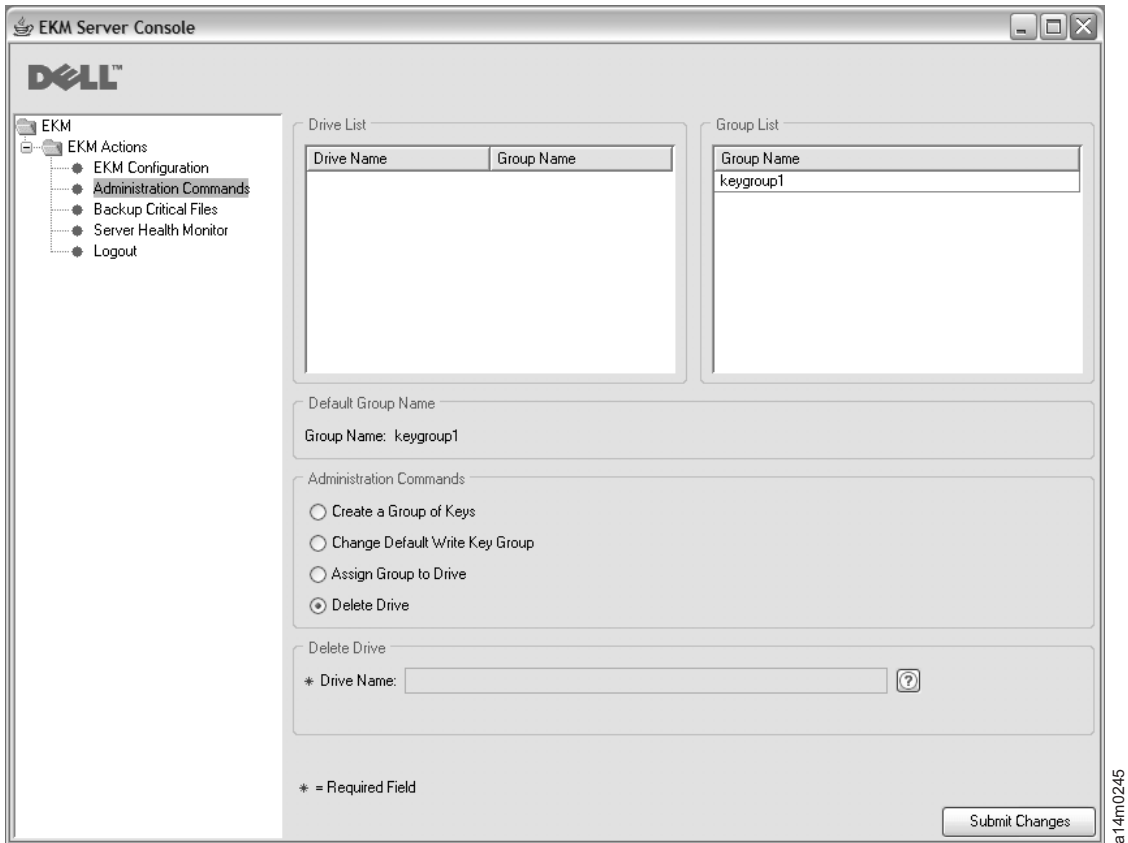 EKM Server Console
DELL™
EKM
EKM Actions
EKM Configuration
Administration Commands
Backup Critical Files
Server Health Monitor
Logout
Drive List
Drive Name Group Name
Group List
Group Name
keygroup1
Default Group Name
Group Name: keygroup1
Administration Commands
Create a Group of Keys
Change Default Write Key Group
Assign Group to Drive
Delete Drive
Delete Drive
* Drive Name: ?
* = Required Field
Submit Changes
a14m0245